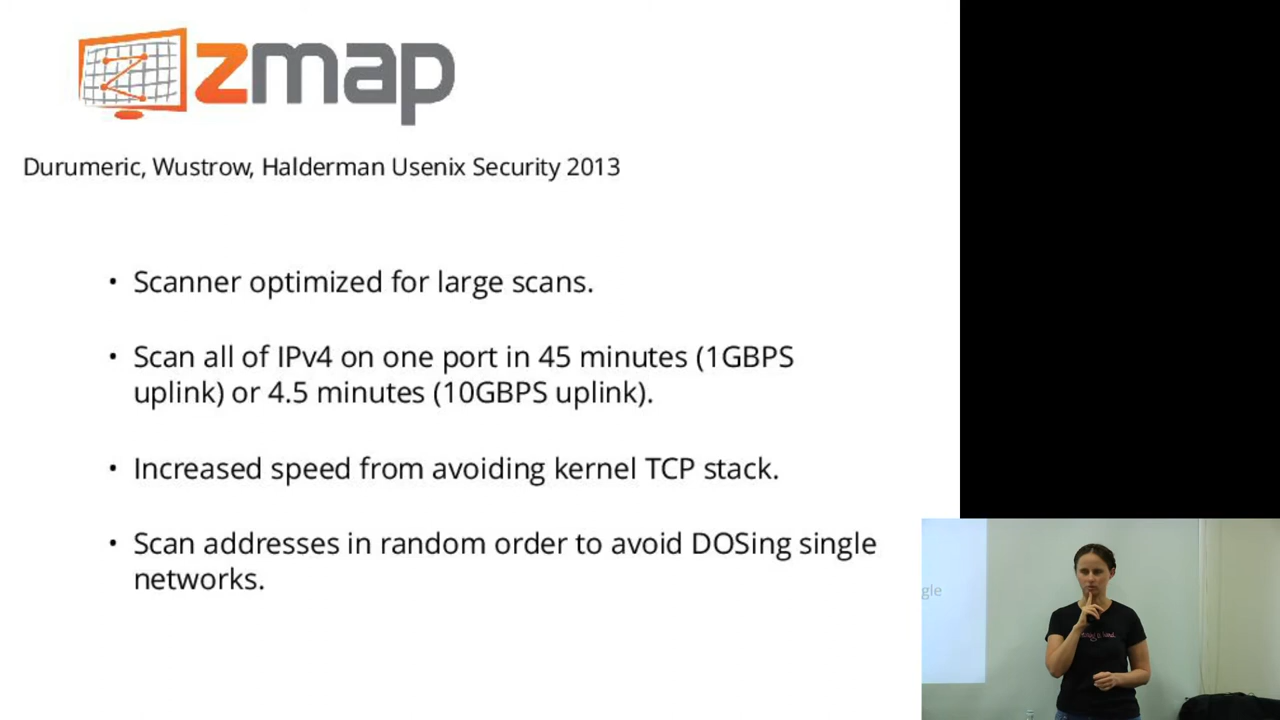 zmap
Durumeric, Wustrow, Halderman Usenix Security 2013
• Scanner optimized for large scans.
• Scan all of IPv4 on one port in 45 minutes (1GBPS
uplink) or 4.5 minutes (10GBPS uplink).
• Increased speed from avoiding kernel TCP stack.
• Scan addresses in random order to avoid DOSing single
networks.
gle